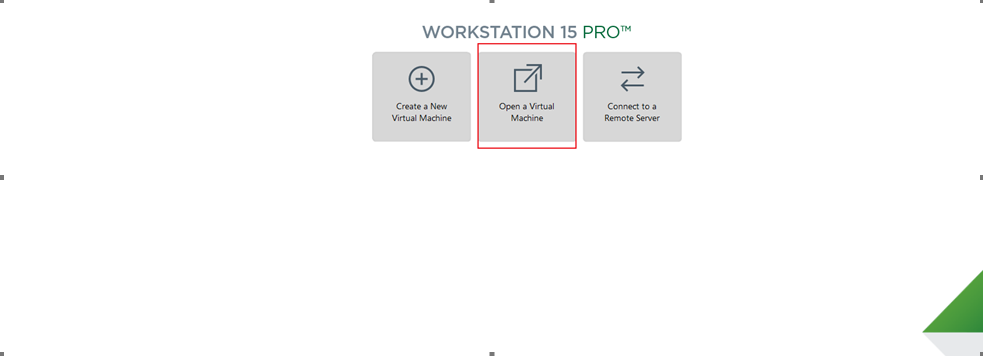 WORKSTATION 15 PRO™
Create a New
Virtual Machine
Open a Virtual
Machine
Connect to a
Remote Server